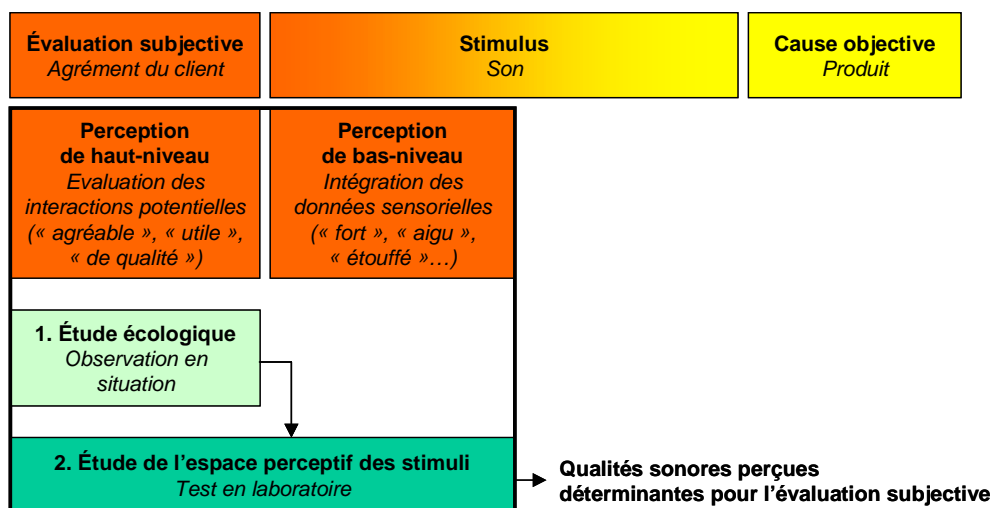 Évaluation subjective
Agrément du client
Stimulus
Son
Cause objective
Produit
Perception
de haut-niveau
Evaluation des
interactions potentielles
(« agréable », « utile »,
« de qualité »)
Perception
de bas-niveau
Intégration des
données sensorielles
(« fort », « aigu »,
« étouffé »…)
1. Étude écologique
Observation en
situation
2. Étude de l'espace perceptif des stimuli
Test en laboratoire
Qualités sonores perçues
déterminantes pour l'évaluation subjective